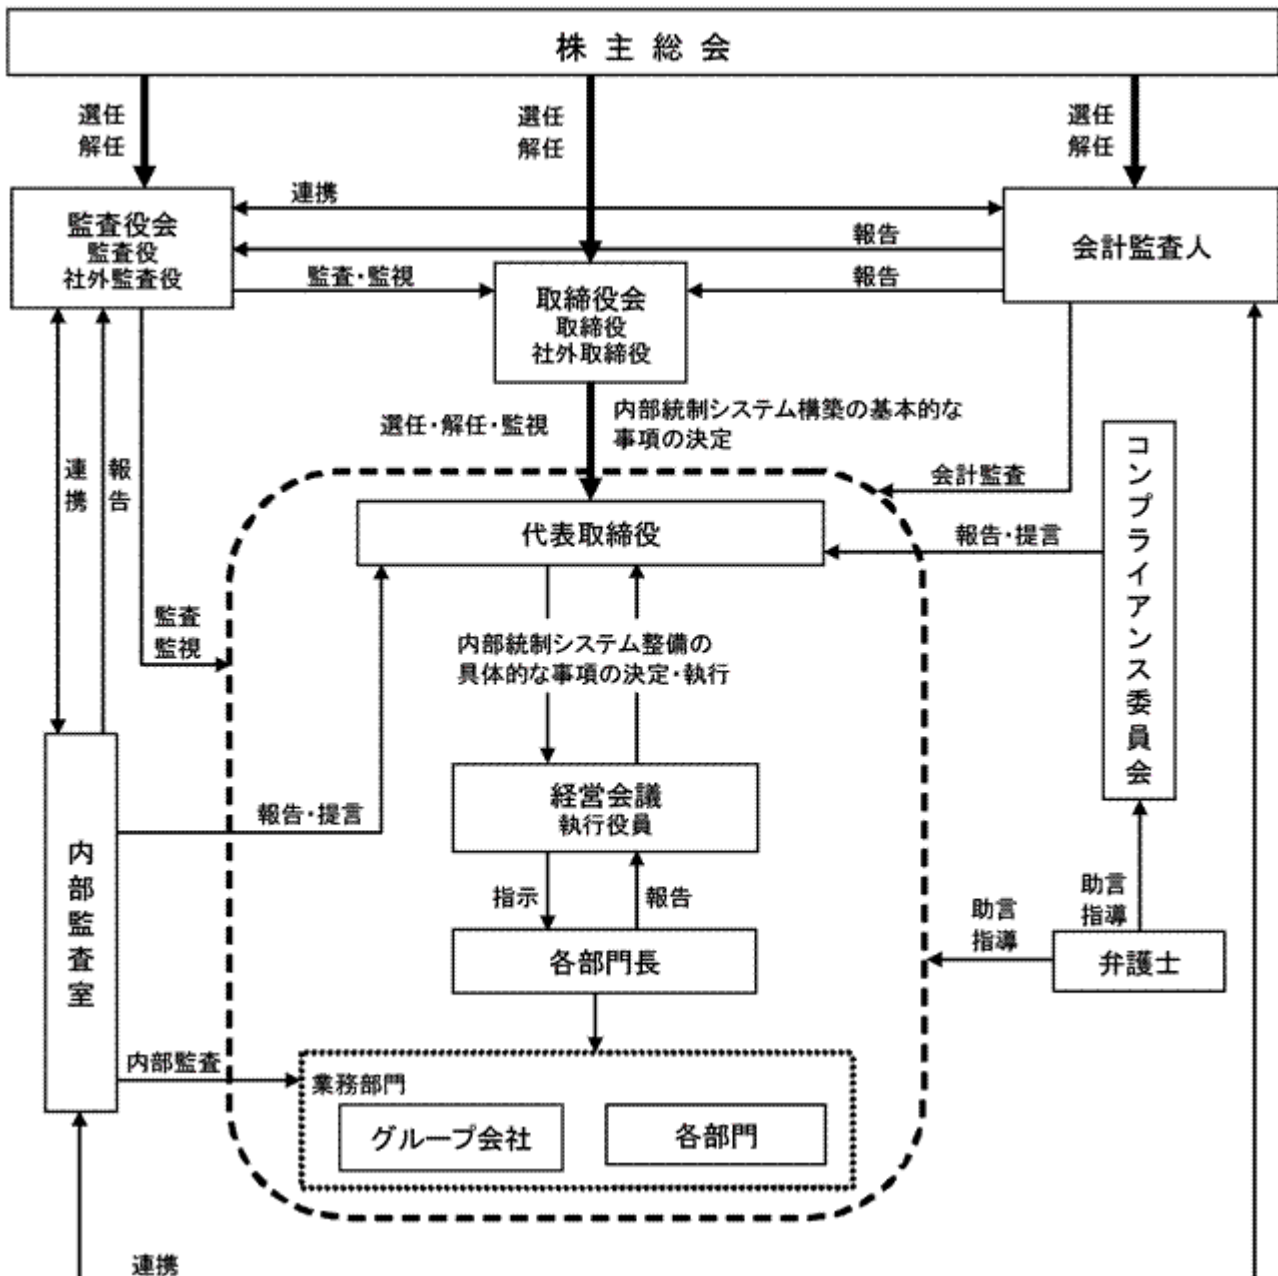 株主総会
選任
解任
選任
解任
選任
解任
監査役会
監査役
社外監査役
連携
報告
監査・監視
報告
会計監査人
取締役会
取締役
社外取締役
選任・解任・監視
内部統制システム構築の基本的な
事項の決定
連携
報告
会計監査
コンプライアンス委員会
代表取締役
報告・提言
監査
監視
内部統制システム整備の
具体的な事項の決定・執行
経営会議
執行役員
報告・提言
内部監査室
指示
報告
助言
指導
助言
指導
各部門長
弁護士
内部監査
業務部門
グループ会社
各部門
連携